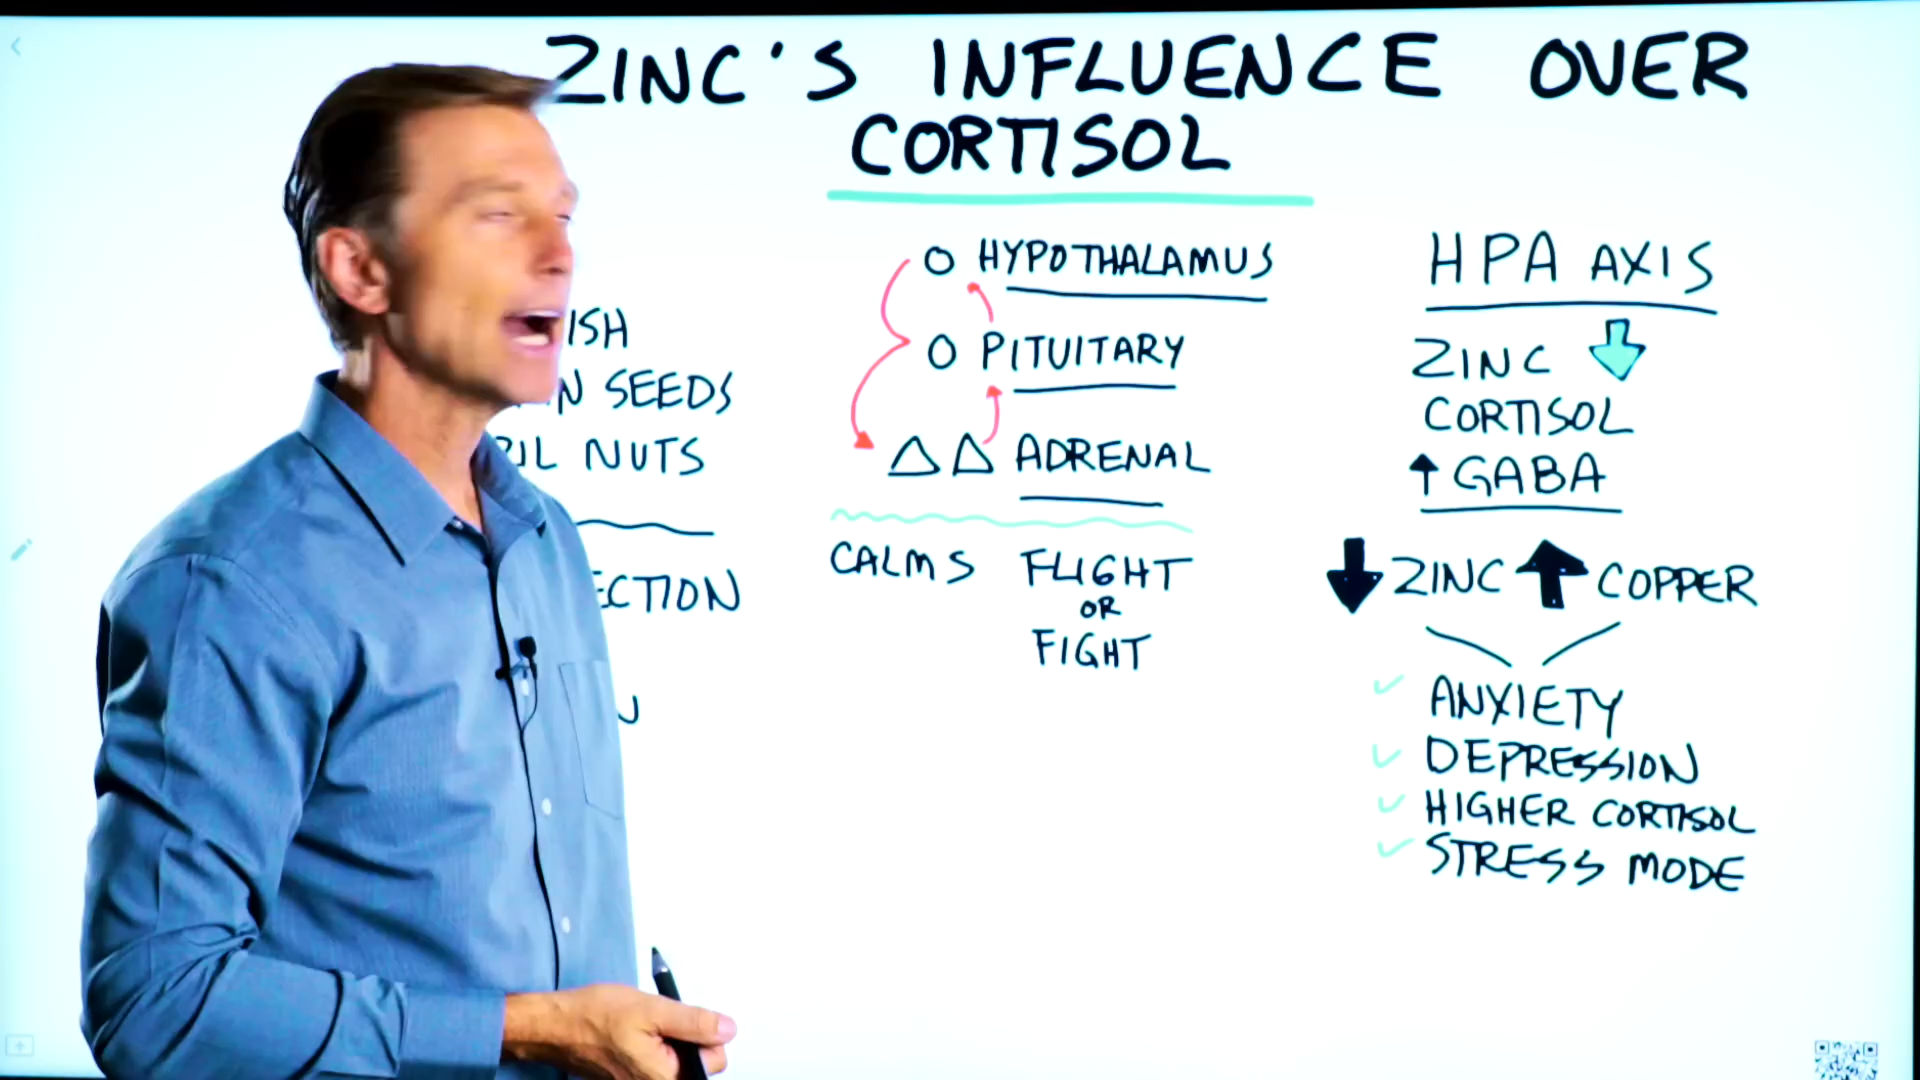 ZINC'S INFLUENCE OVER
CORTISOL
SEEDS
NUTS
O HYPOTHALAMUS
O PITUITARY
ADRENAL
CALMS FLIGHT
OR
FIGHT
HPA AXIS
ZINC
CORTISOL
↑ GABA
ZINC COPPER
ANXIETY
DEPRESSION
HIGHER CORTISOL
STRESS MODE